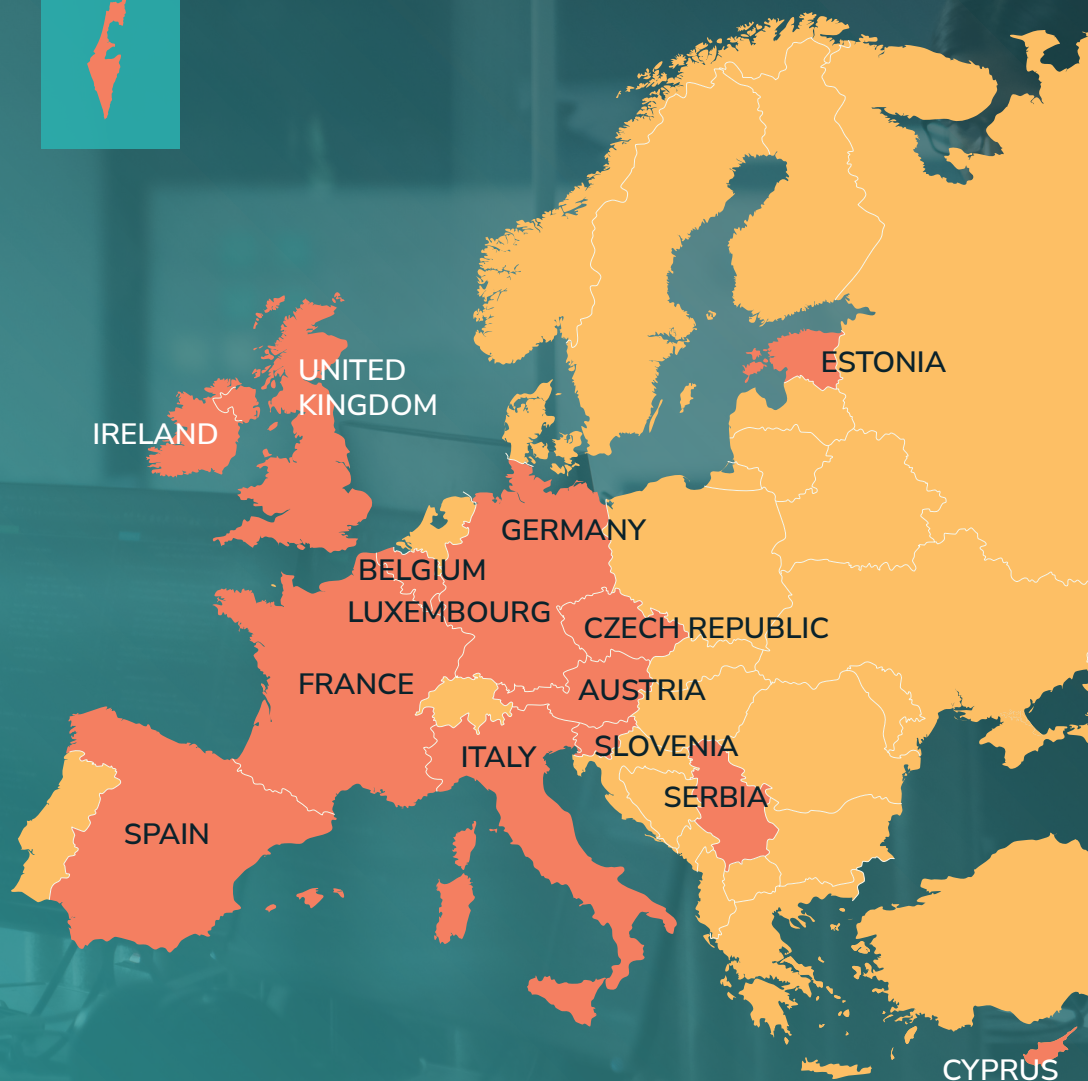 UNITED
KINGDOM
ESTONIA
IRELAND
GERMANY
BELGIUM
LUXEMBOURG
CZECH REPUBLIC
FRANCE
AUSTRIA
SLOVENIA
ITALY
SERBIA
SPAIN
CYPRUS